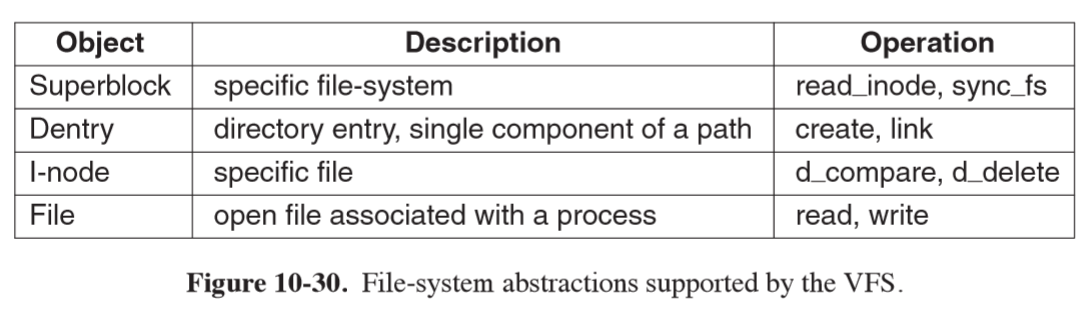 Object Description Operation
Superblock specific file-system read_inode, sync_fs
Dentry directory entry, single component of a path create, link
I-node specific file d_compare, d_delete
File open file associated with a process read, write
Figure 10-30. File-system abstractions supported by the VFS.